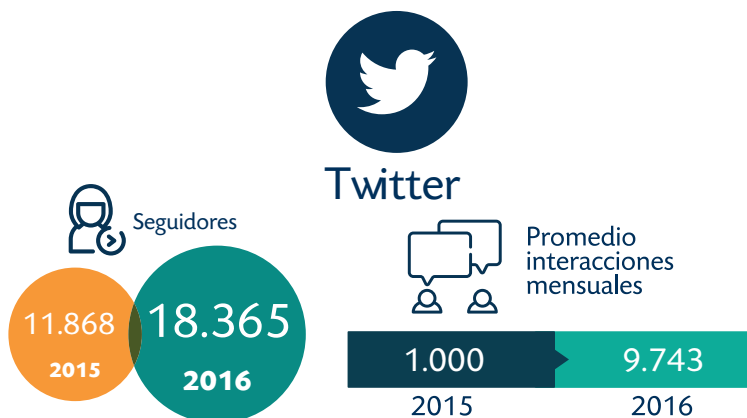 Twitter
Seguidores
11.868
2015
18.365
2016
Promedio
interacciones
mensuales
1.000
9.743
2015
2016